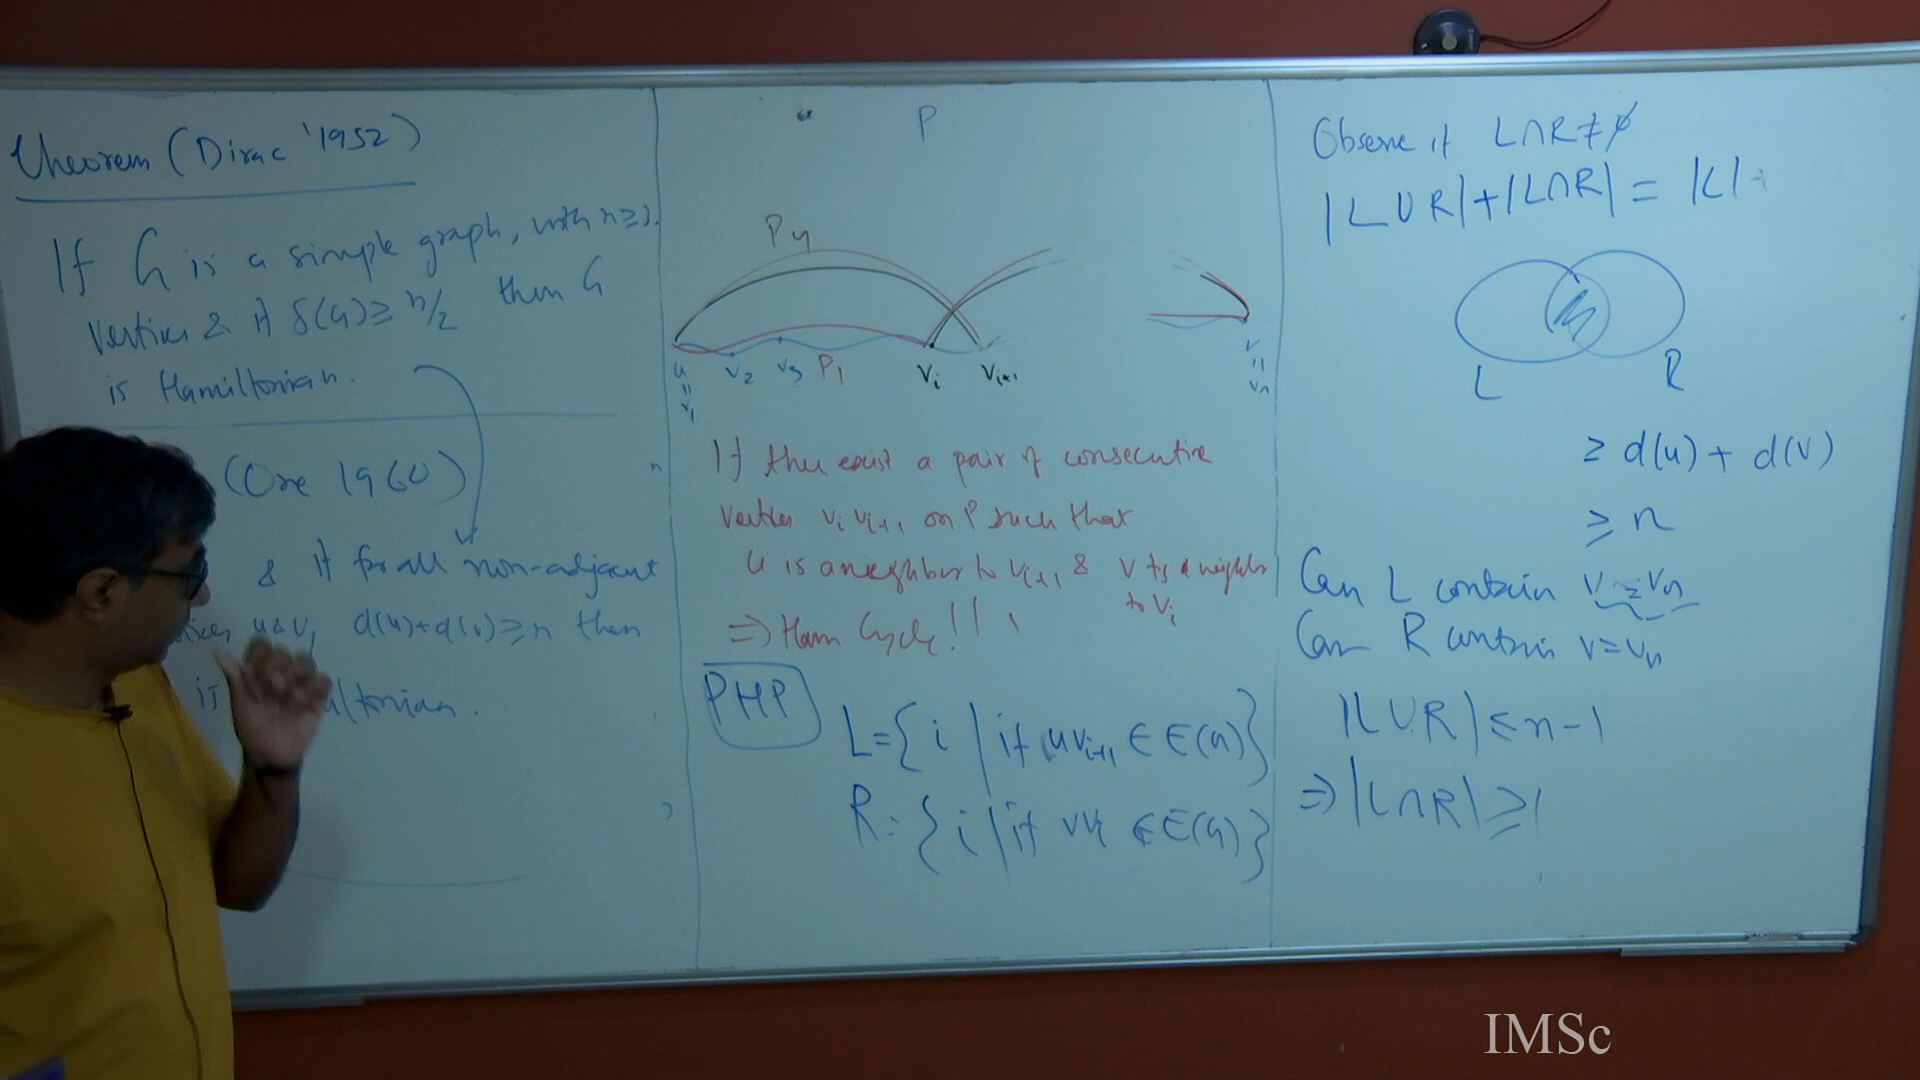 Theorem (Dirac '1952)
If G is a simple graph, with n≥3
vertices & if δ(G)≥ n/2 then G
is Hamiltonian.
(Ore 1960)
& if for all non-adjacent
u & v, d(u)+d(v)≥n then
P
P4
P1
u = v1
v2
v3
vi
vi+1
v = vn
If there exist a pair of consecutive
vertices vi vi+1 on P such that
u is a neighbor to vi+1 & v is a neighbor
to vi
⇒ Ham Cycle!!
PHP
L={i | if uvi+1 ∈ E(G)}
R={i | if vvi ∈ E(G)}
Observe if L∩R≠φ
|L∪R|+|L∩R| = |L|+
L
R
≥ d(u)+ d(v)
≥ n
Can L contain v=vn
Can R contain v=vn
|L∪R|≤n-1
⇒|L∩R|≥1
IMSc